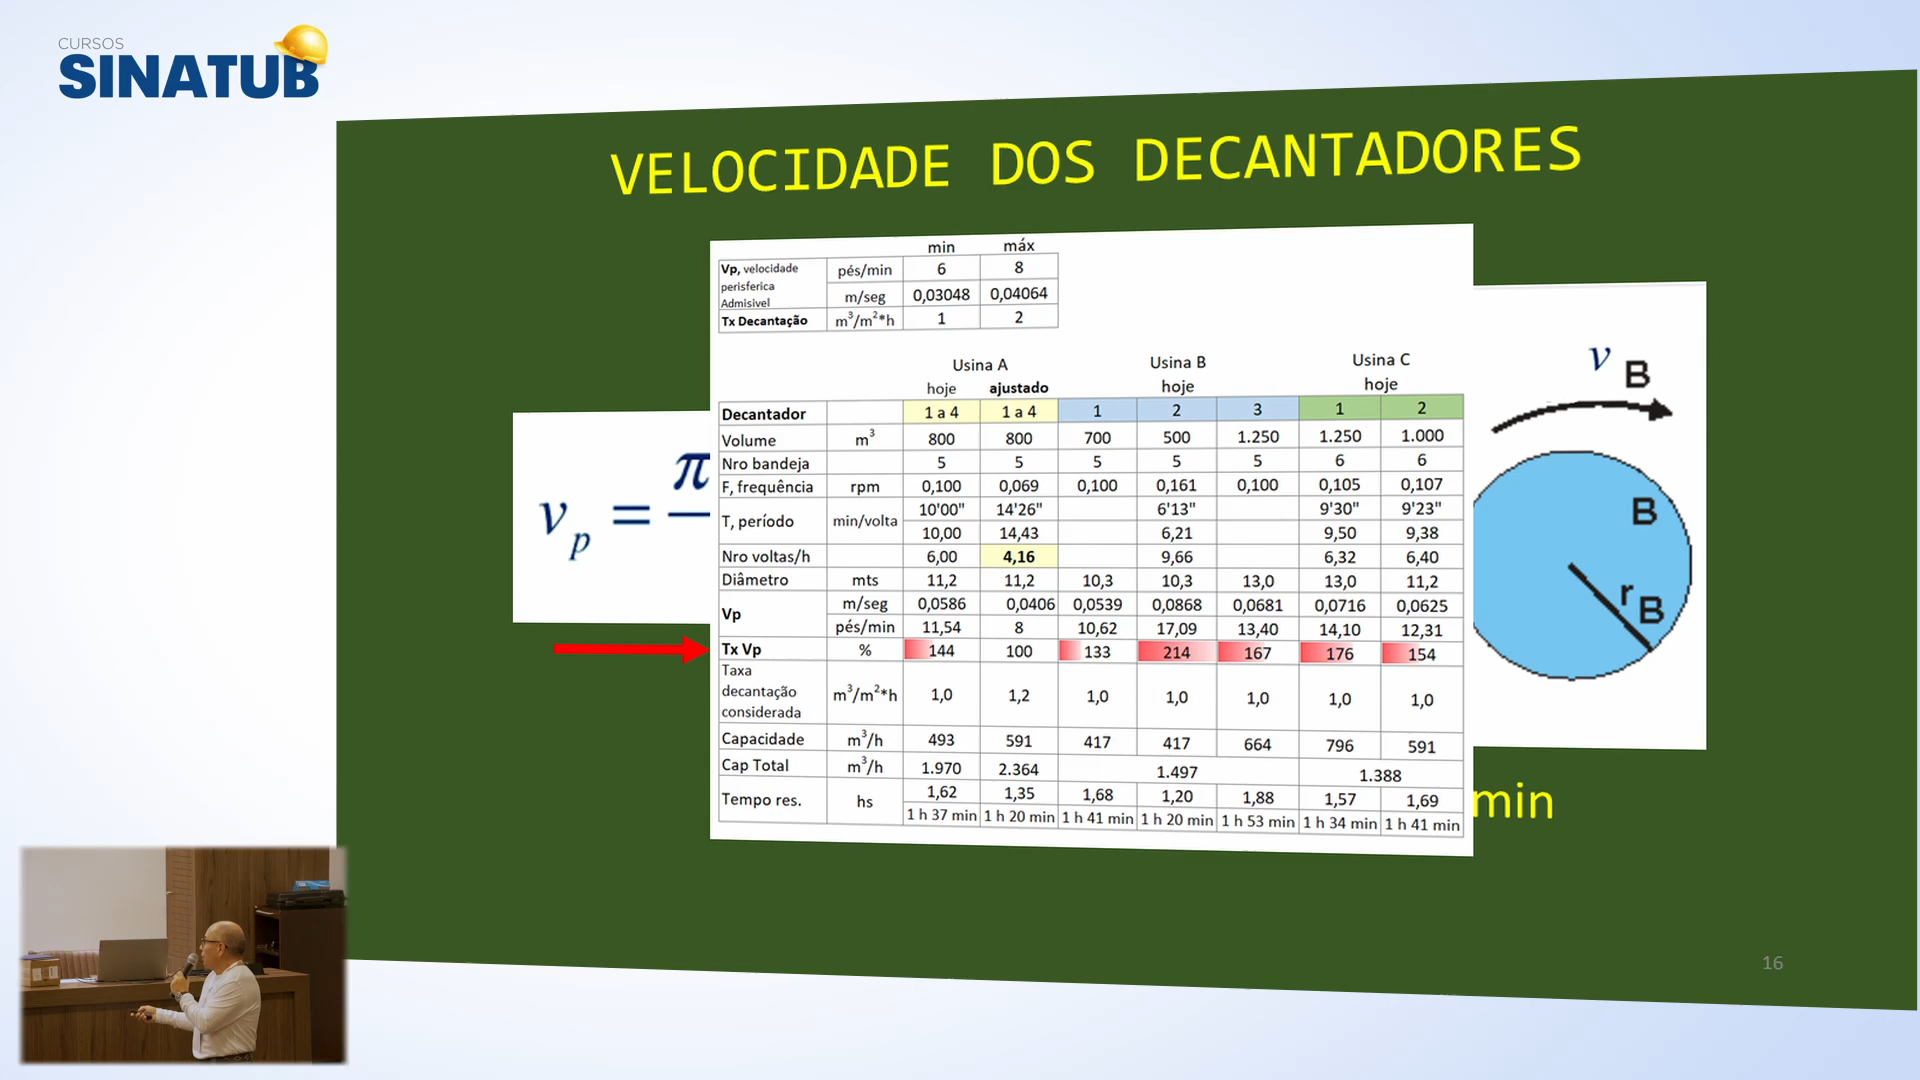 CURSOS
SINATUB
VELOCIDADE DOS DECANTADORES
min máx
Vp, velocidade perisferica Admisivel pés/min 6 8
m/seg 0,03048 0,04064
Tx Decantação m³/m²*h 1 2
Usina A Usina B Usina C
hoje ajustado hoje hoje
Decantador 1 a 4 1 a 4 1 2 3 1 2
Volume m³ 800 800 700 500 1.250 1.250 1.000
Nro bandeja 5 5 5 5 5 6 6
F, frequência rpm 0,100 0,069 0,100 0,161 0,100 0,105 0,107
T, período min/volta 10'00" 14'26" 6'13" 9'30" 9'23"
10,00 14,43 6,21 9,50 9,38
Nro voltas/h 6,00 4,16 9,66 6,32 6,40
Diâmetro mts 11,2 11,2 10,3 10,3 13,0 13,0 11,2
Vp m/seg 0,0586 0,0406 0,0539 0,0868 0,0681 0,0716 0,0625
pés/min 11,54 8 10,62 17,09 13,40 14,10 12,31
Tx Vp % 144 100 133 214 167 176 154
Taxa decantação considerada m³/m²*h 1,0 1,2 1,0 1,0 1,0 1,0 1,0
Capacidade m³/h 493 591 417 417 664 796 591
Cap Total m³/h 1.970 2.364 1.497 1.388
Tempo res. hs 1,62 1,35 1,68 1,20 1,88 1,57 1,69
1 h 37 min 1 h 20 min 1 h 41 min 1 h 20 min 1 h 53 min 1 h 34 min 1 h 41 min
v_p = π
v B
B
r B
min
16